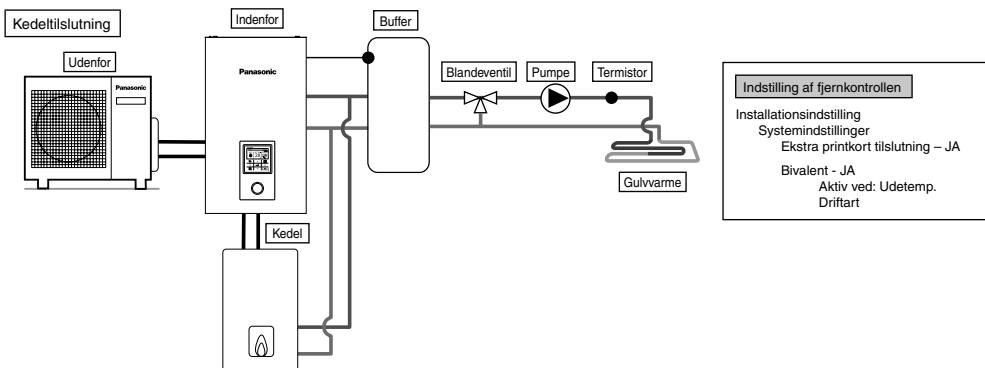 Kedeltilslutning
Indenfor
Buffer
Udenfor
Panasonic
Panasonic
Blandeventil
Pumpe
Termistor
Gulvvarme
Kedel
Indstilling af fjernkontrollen
Installationsindstilling
Systemindstillinger
Ekstra printkort tilslutning – JA
Bivalent - JA
Aktiv ved: Udetemp.
Driftart